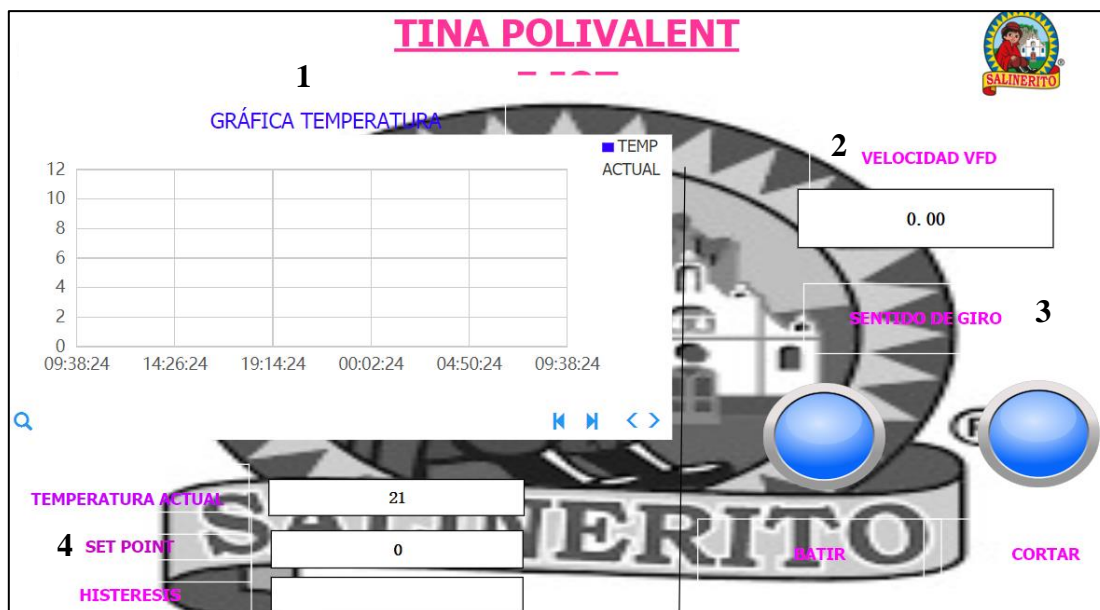 TINA POLIVALENT
1
GRÁFICA TEMPERATURA
TEMP
ACTUAL
12
10
8
6
4
2
0
09:38:24 14:26:24 19:14:24 00:02:24 04:50:24 09:38:24
SALINERITO
®
2 VELOCIDAD VFD
0.00
SENTIDO DE GIRO 3
TEMPERATURA ACTUAL 21
4 SET POINT 0
HISTERESIS
SALINERITO
BATIR CORTAR